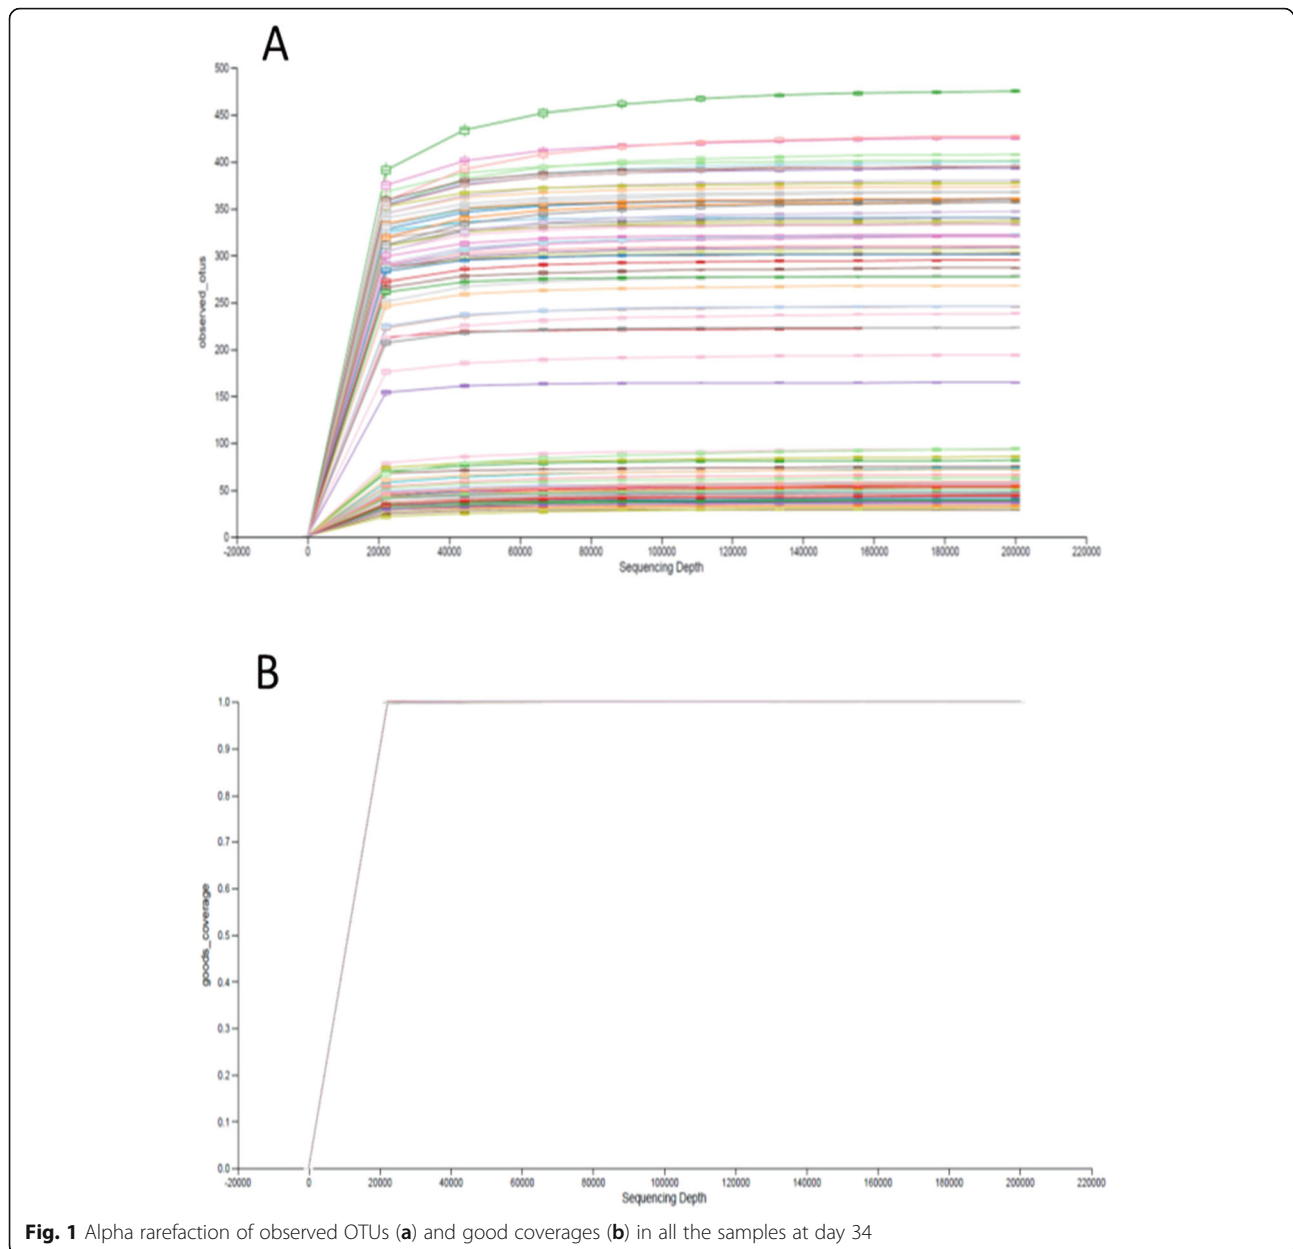 A
500
450
400
350
300
250
200
150
100
50
0
observed_otus
-20000 0 20000 40000 60000 80000 100000 120000 140000 160000 180000 200000 220000
Sequencing Depth
B
1.0
0.9
0.8
0.7
0.6
0.5
0.4
0.3
0.2
0.1
0.0
goods_coverage
-20000 0 20000 40000 60000 80000 100000 120000 140000 160000 180000 200000 220000
Sequencing Depth
Fig. 1 Alpha rarefaction of observed OTUs (a) and good coverages (b) in all the samples at day 34